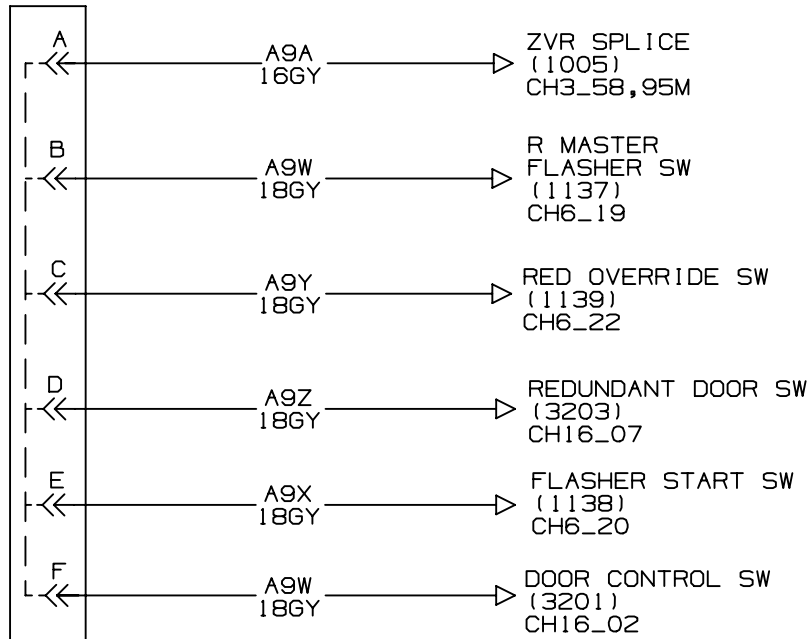 A
A9A
16GY
ZVR SPLICE
(1005)
CH3_58,95M
B
A9W
18GY
R MASTER
FLASHER SW
(1137)
CH6_19
C
A9Y
18GY
RED OVERRIDE SW
(1139)
CH6_22
D
A9Z
18GY
REDUNDANT DOOR SW
(3203)
CH16_07
E
A9X
18GY
FLASHER START SW
(1138)
CH6_20
F
A9W
18GY
DOOR CONTROL SW
(3201)
CH16_02